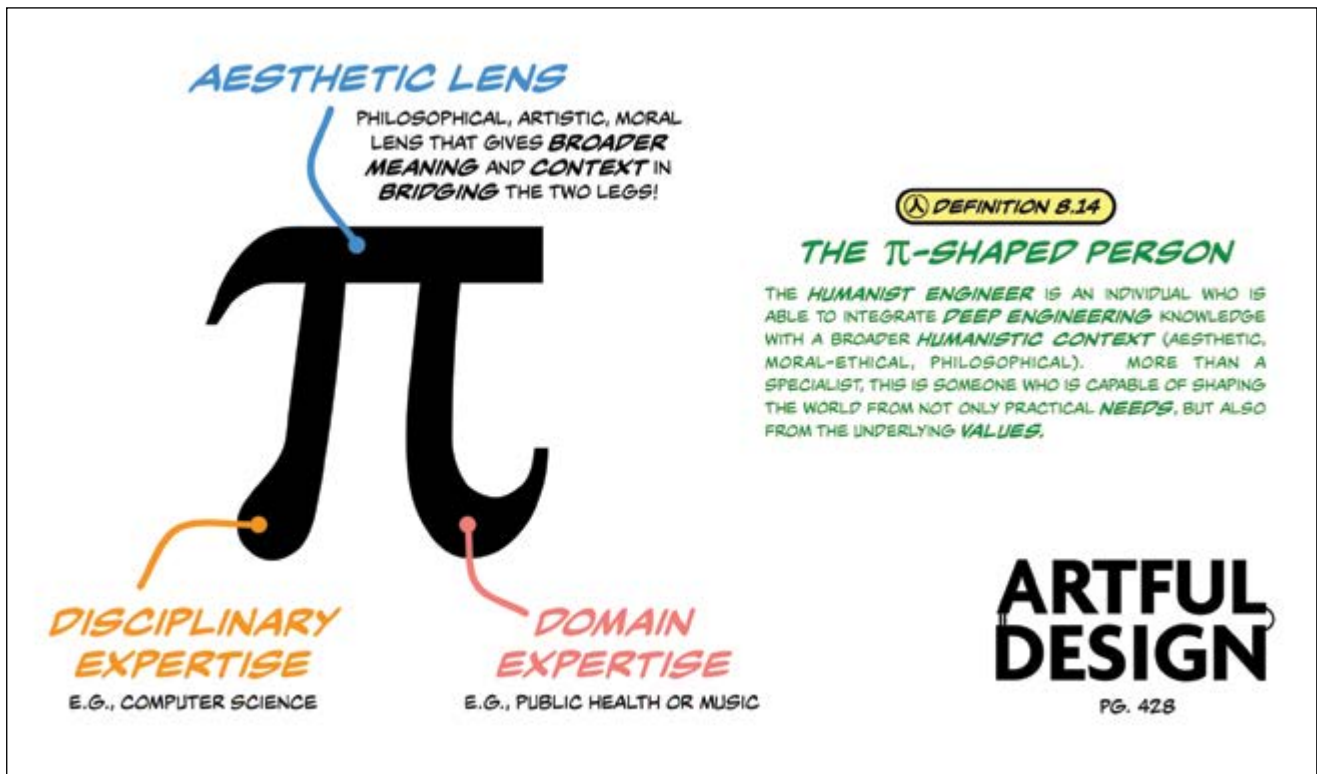 AESTHETIC LENS
PHILOSOPHICAL, ARTISTIC, MORAL
LENS THAT GIVES BROADER
MEANING AND CONTEXT IN
BRIDGING THE TWO LEGS!
π
DISCIPLINARY
EXPERTISE
E.G., COMPUTER SCIENCE
DOMAIN
EXPERTISE
E.G., PUBLIC HEALTH OR MUSIC
DEFINITION 8.14
THE π-SHAPED PERSON
THE HUMANIST ENGINEER IS AN INDIVIDUAL WHO IS
ABLE TO INTEGRATE DEEP ENGINEERING KNOWLEDGE
WITH A BROADER HUMANISTIC CONTEXT (AESTHETIC,
MORAL-ETHICAL, PHILOSOPHICAL). MORE THAN A
SPECIALIST, THIS IS SOMEONE WHO IS CAPABLE OF SHAPING
THE WORLD FROM NOT ONLY PRACTICAL NEEDS, BUT ALSO
FROM THE UNDERLYING VALUES.
ARTFUL
DESIGN
PG. 428